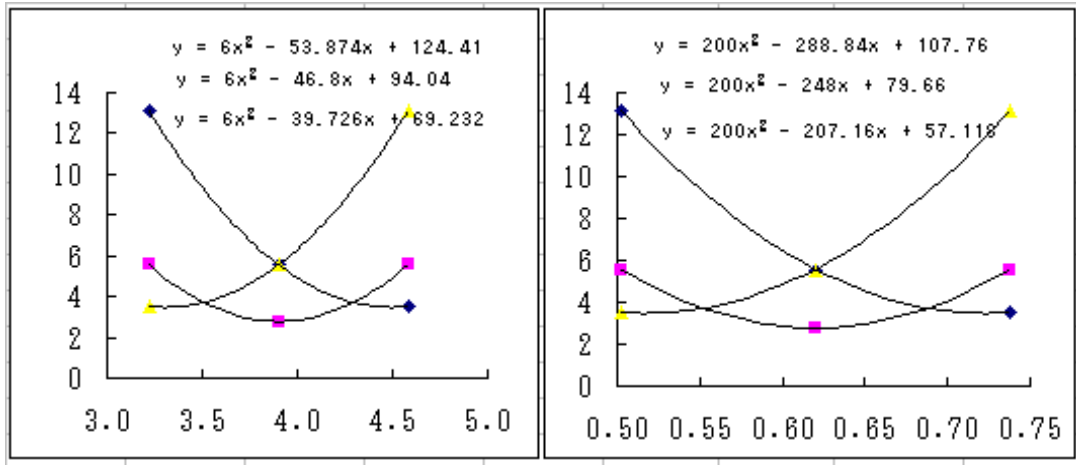 y = 6x² - 53.874x + 124.41
y = 6x² - 46.8x + 94.04
y = 6x² - 39.726x + 69.232
14
12
10
8
6
4
2
0
3.0 3.5 4.0 4.5 5.0
y = 200x² - 288.84x + 107.76
y = 200x² - 248x + 79.66
y = 200x² - 207.16x + 57.118
14
12
10
8
6
4
2
0
0.50 0.55 0.60 0.65 0.70 0.75